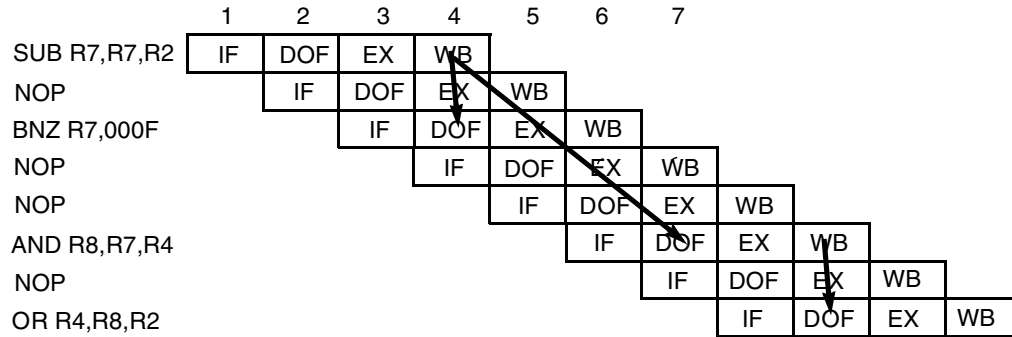 1 2 3 4 5 6 7
SUB R7,R7,R2 IF DOF EX WB
NOP IF DOF EX WB
BNZ R7,000F IF DOF EX WB
NOP IF DOF EX WB
NOP IF DOF EX WB
AND R8,R7,R4 IF DOF EX WB
NOP IF DOF EX WB
OR R4,R8,R2 IF DOF EX WB